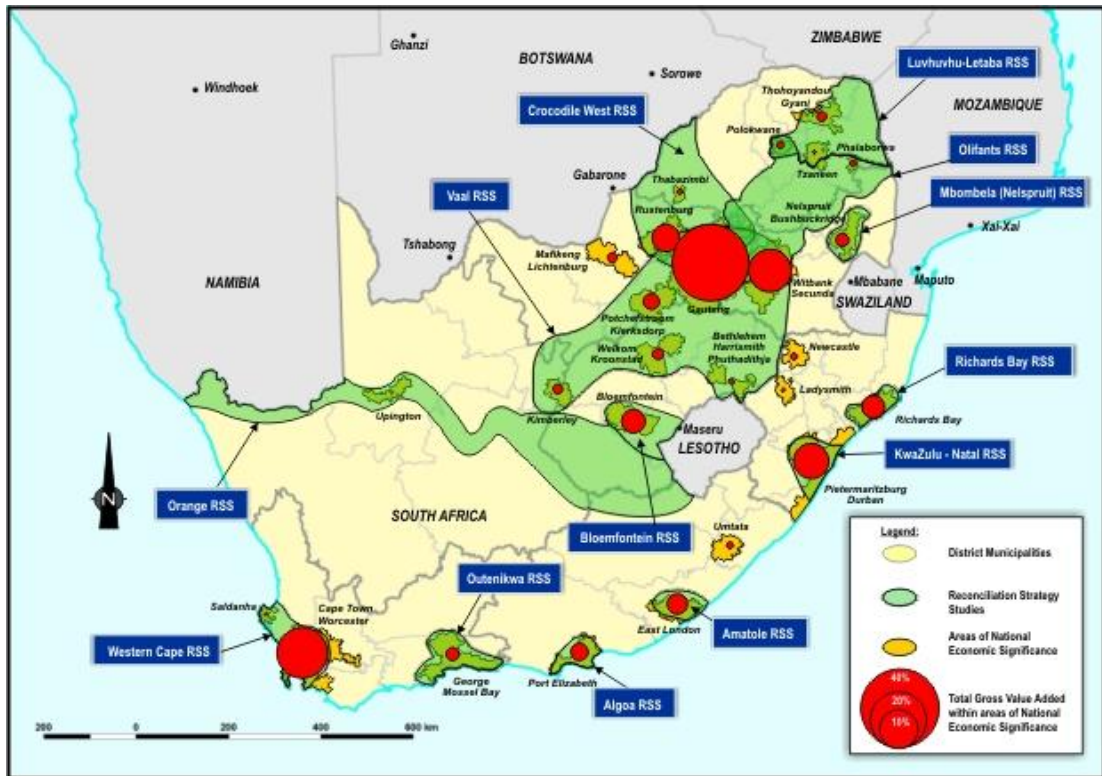 ZIMBABWE
Ghanzi
BOTSWANA
Sorowe
Luvhuvhu-Letaba RSS
Windhoek
Thohoyandou
Gyani
MOZAMBIQUE
Crocodile West RSS
Polokwane
Phalaborwa
Olifants RSS
Gabarone
Thabazimbi
Tzaneen
Vaal RSS
Mbombela (Nelspruit) RSS
Rustenburg
Nelspruit
Bushbuckridge
Xai-Xai
Tshabong
Mafikeng
Lichtenburg
NAMIBIA
Witbank
Secunda
Mbabane
Maputo
SWAZILAND
Gauteng
Potchefstroom
Klerksdorp
Bethlehem
Harrismith
Phuthaditjha
Newcastle
Welkom
Kroonstad
Richards Bay RSS
Ladysmith
Upington
Kimberley
Bloemfontein
Maseru
LESOTHO
Richards Bay
KwaZulu - Natal RSS
Pietermaritzburg
Durban
N
Orange RSS
SOUTH AFRICA
Bloemfontein RSS
Umtata
Outenikwa RSS
Saldanha
Cape Town
Worcester
Western Cape RSS
East London
Amatole RSS
George
Mossel Bay
Port Elizabeth
Algoa RSS
200 0 200 400 600 km
Legend:
District Municipalities
Reconciliation Strategy
Studies
Areas of National
Economic Significance
40%
20%
10%
Total Gross Value Added
within areas of National
Economic Significance